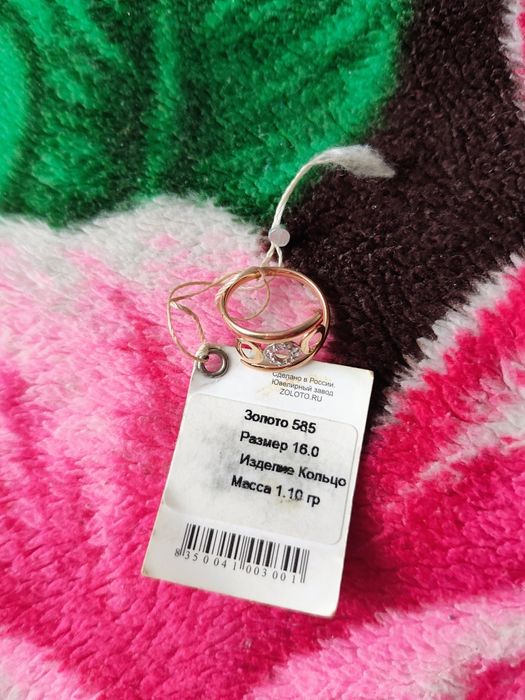 Сделано в России.
Ювелирный завод
ZOLOTO.RU
Золото 585
Размер 16.0
Изделие Кольцо
Масса 1.10 гр
8350041003001